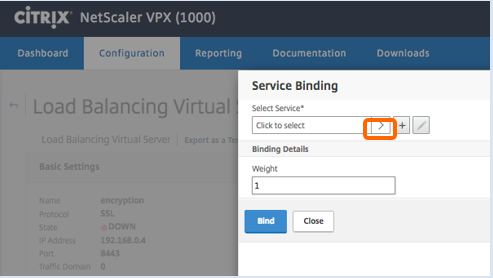 CITRIX NetScaler VPX (1000)
Dashboard Configuration Reporting Documentation Downloads
Service Binding
Load Balancing Virtual S
Select Service*
Click to select
Load Balancing Virtual Server Export as a Te
Binding Details
Basic Settings
Weight
1
Name encryption
Protocol SSL
State DOWN
IP Address 192.168.0.4
Port 8443
Traffic Domain 0
Bind Close